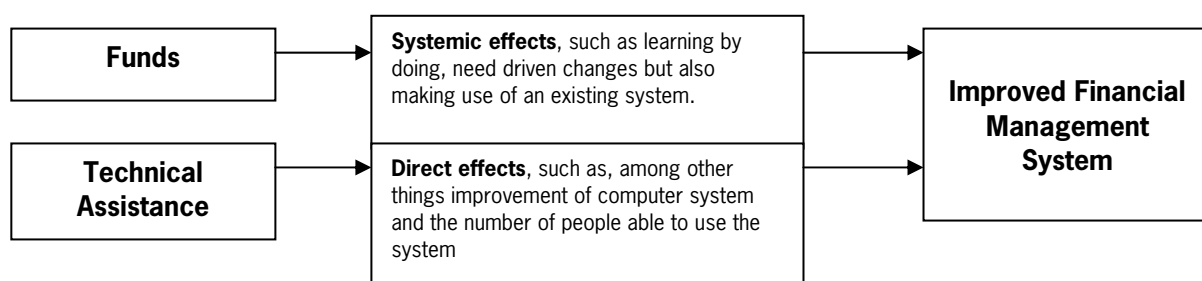 Funds
Systemic effects, such as learning by
doing, need driven changes but also
making use of an existing system.
Improved Financial
Management
System
Technical
Assistance
Direct effects, such as, among other
things improvement of computer system
and the number of people able to use the
system